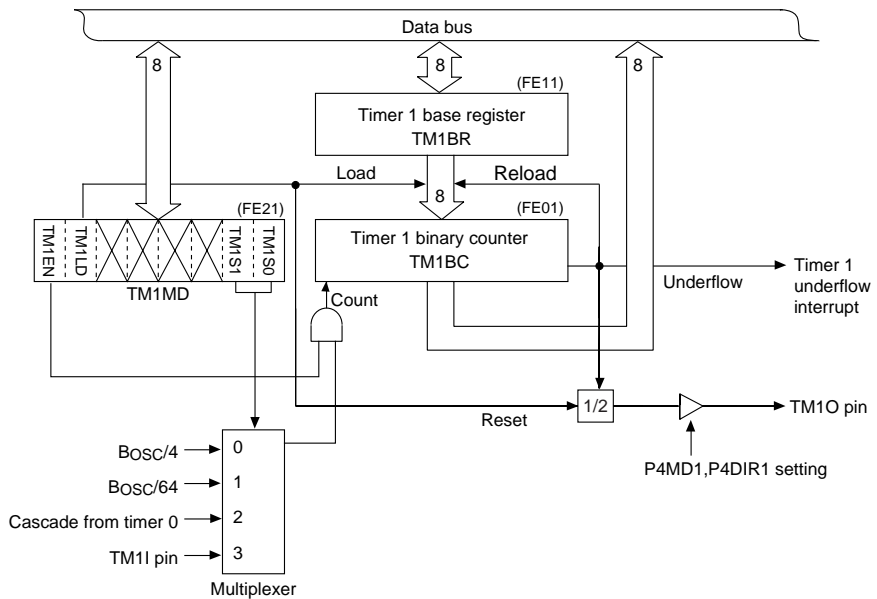 Data bus
8
8
8
(FE11)
Timer 1 base register
TM1BR
Load
Reload
8
(FE21)
(FE01)
TM1EN
TM1LD
TM1S1
TM1S0
Timer 1 binary counter
TM1BC
TM1MD
Count
Underflow
Timer 1
underflow
interrupt
Reset
1/2
TM1O pin
P4MD1,P4DIR1 setting
BOSC/4
0
BOSC/64
1
Cascade from timer 0
2
TM1I pin
3
Multiplexer